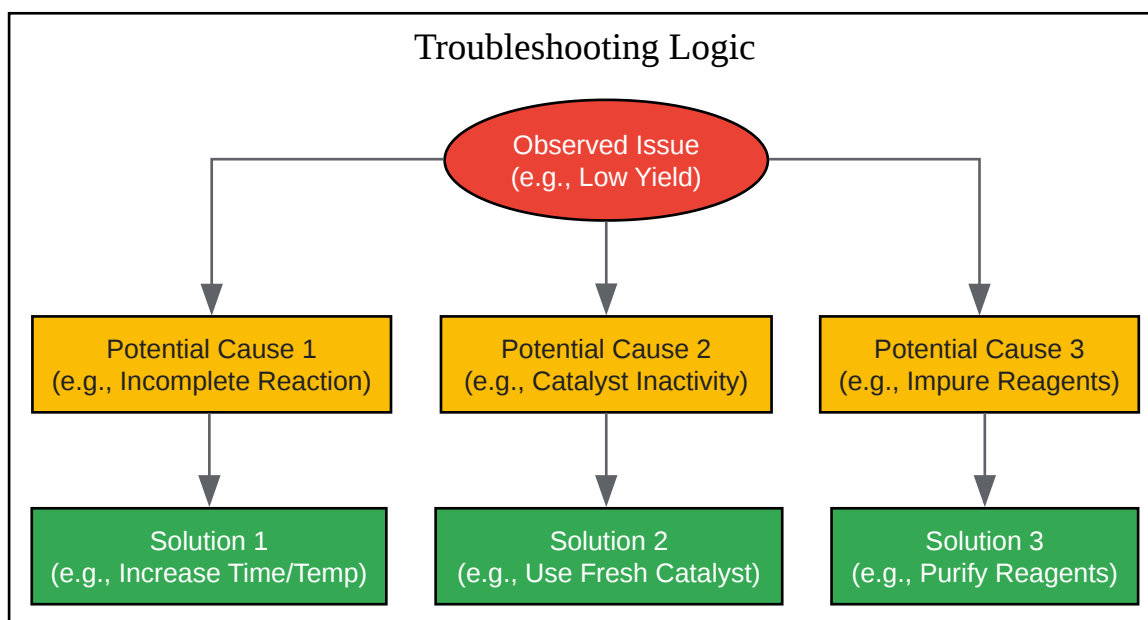 Troubleshooting Logic
Observed Issue
(e.g., Low Yield)
Potential Cause 1
(e.g., Incomplete Reaction)
Potential Cause 2
(e.g., Catalyst Inactivity)
Potential Cause 3
(e.g., Impure Reagents)
Solution 1
(e.g., Increase Time/Temp)
Solution 2
(e.g., Use Fresh Catalyst)
Solution 3
(e.g., Purify Reagents)